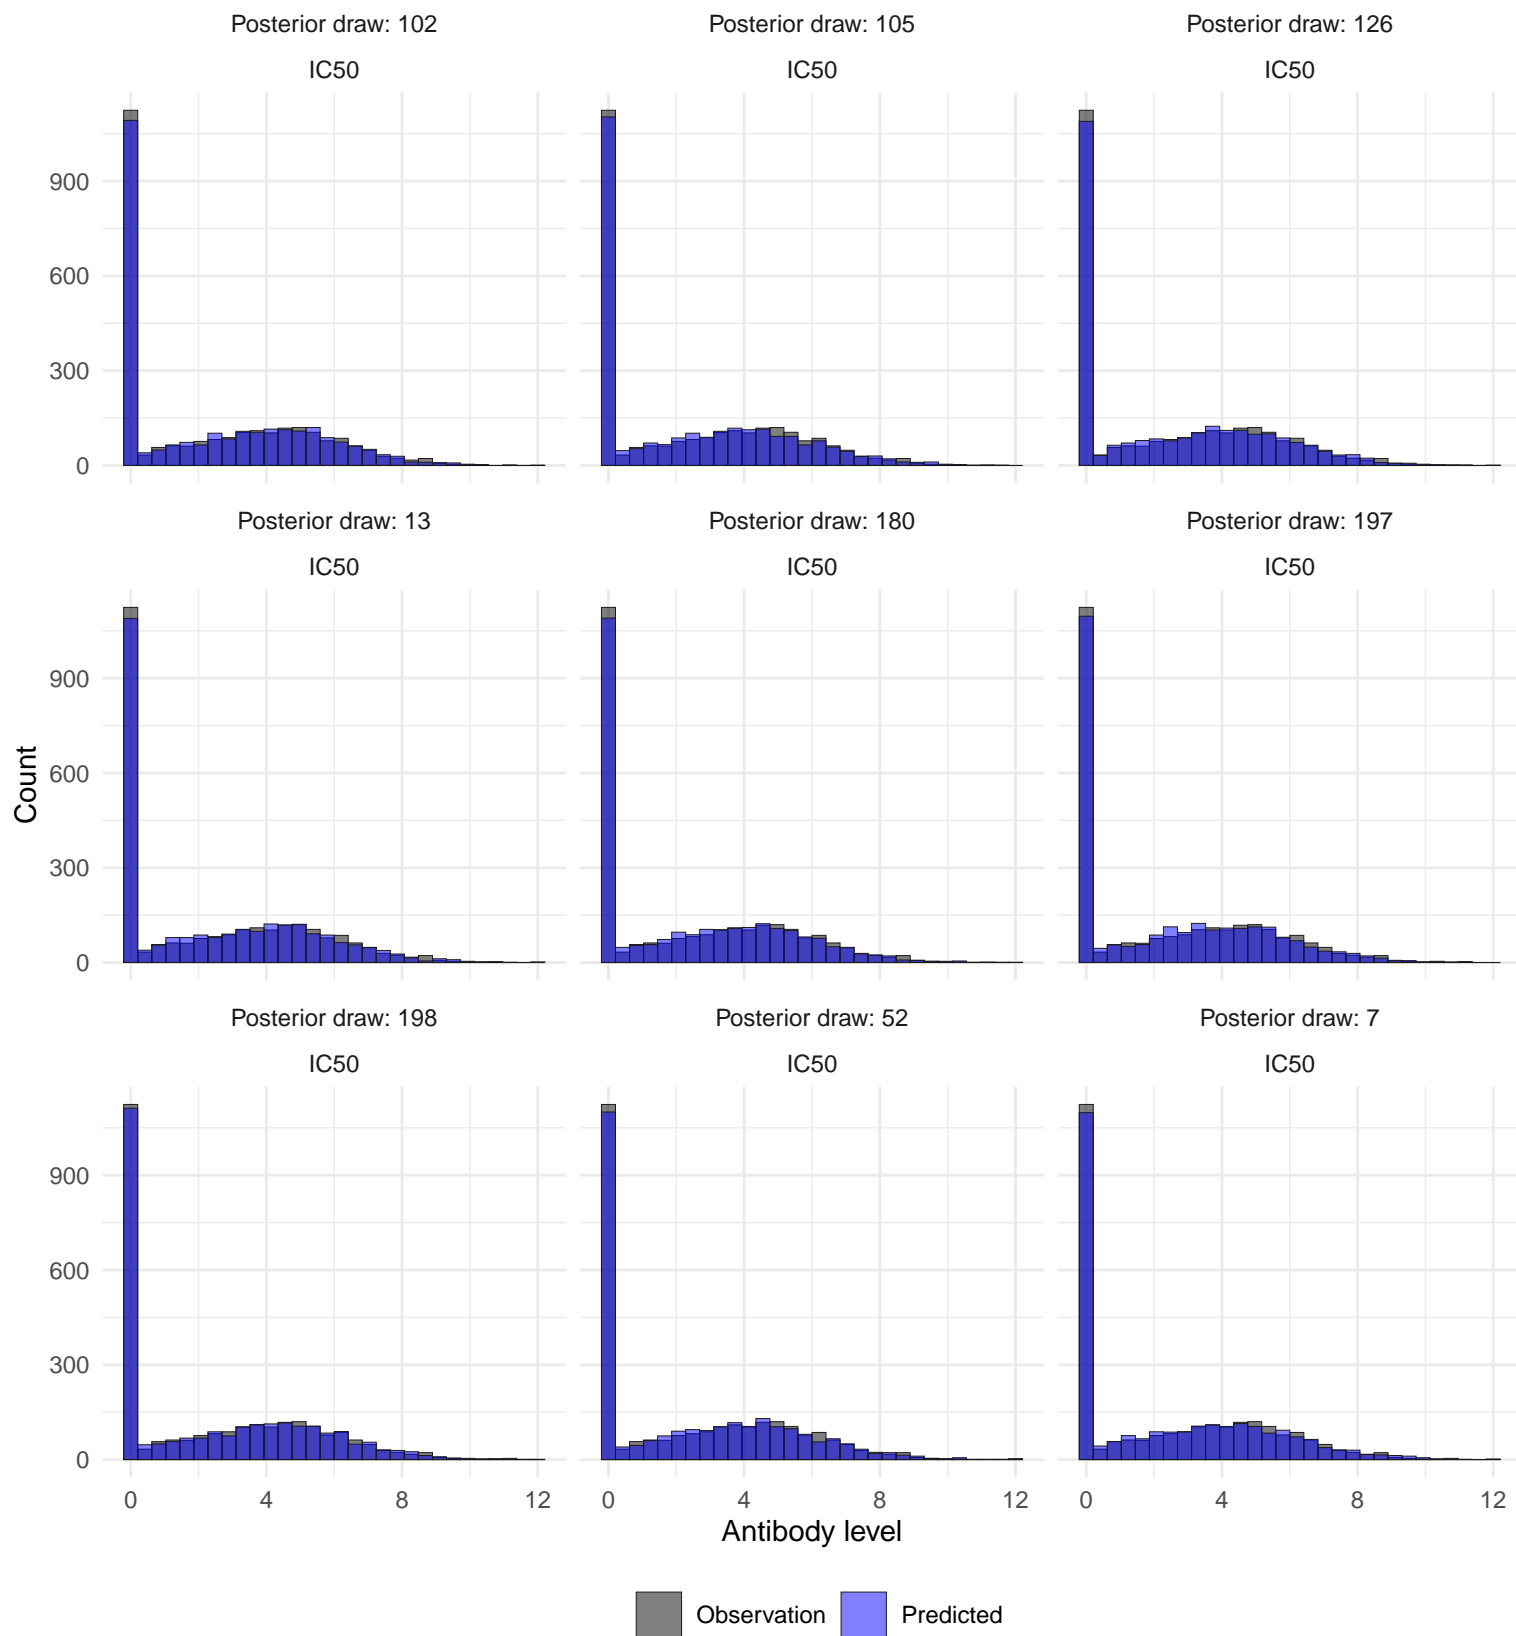 Posterior draw: 102
Posterior draw: 105
Posterior draw: 126
IC50
IC50
IC50
900
600
300
0
Posterior draw: 13
Posterior draw: 180
Posterior draw: 197
IC50
IC50
IC50
900
600
300
0
Count
Posterior draw: 198
Posterior draw: 52
Posterior draw: 7
IC50
IC50
IC50
900
600
300
0
0 4 8 12
0 4 8 12
0 4 8 12
Antibody level
Observation
Predicted